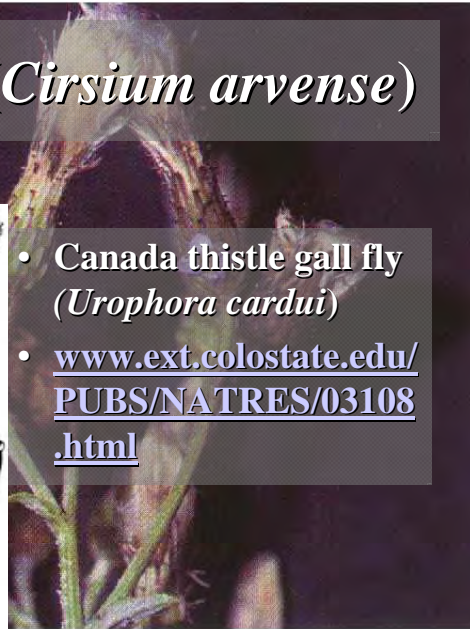 (Cirsium arvense)
• Canada thistle gall fly
(Urophora cardui)
• www.ext.colostate.edu/
PUBS/NATRES/03108
.html